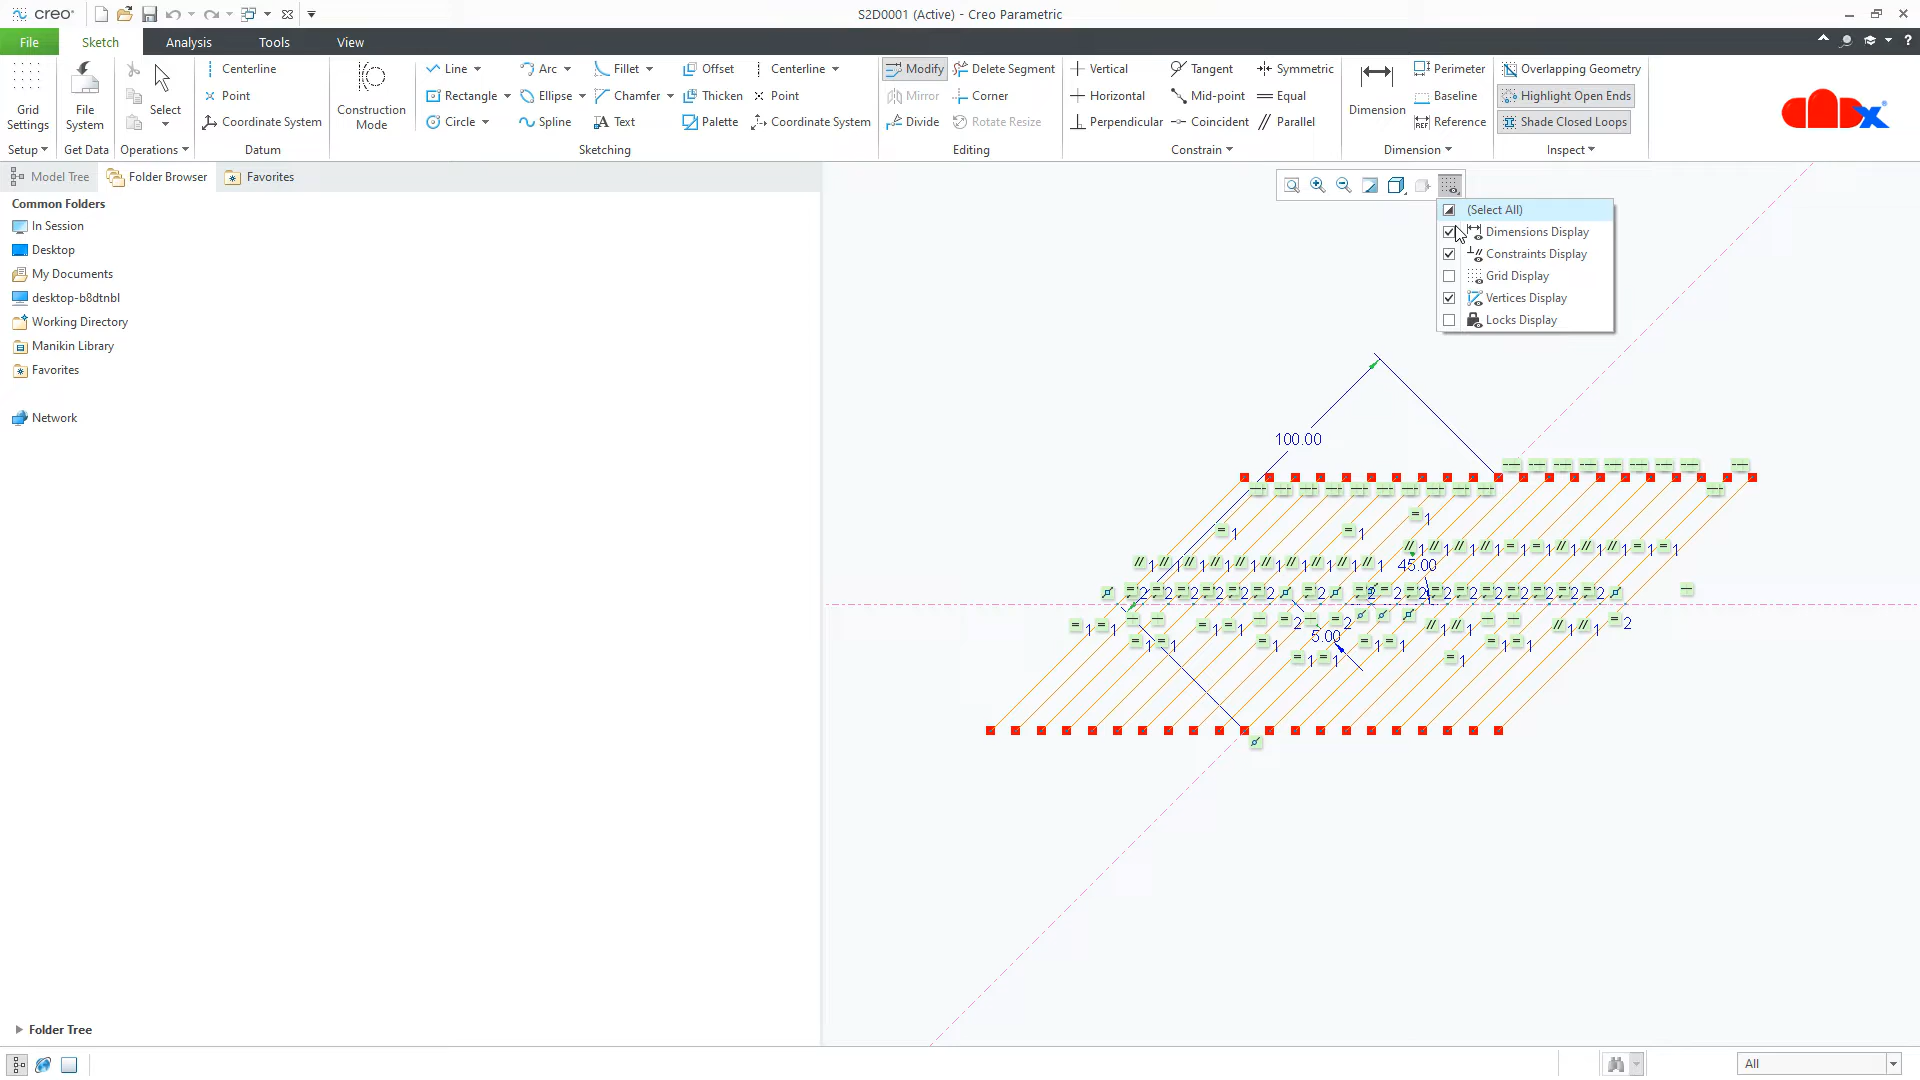 creo
S2D0001 (Active) - Creo Parametric
File
Sketch
Analysis
Tools
View
Grid
Settings
Setup
File
System
Get Data
Select
Operations
Centerline
Point
Coordinate System
Datum
Construction
Mode
Line
Rectangle
Circle
Arc
Ellipse
Spline
Fillet
Chamfer
Text
Offset
Thicken
Palette
Centerline
Point
Coordinate System
Sketching
Modify
Mirror
Divide
Delete Segment
Corner
Rotate Resize
Editing
Vertical
Horizontal
Perpendicular
Tangent
Mid-point
Coincident
Symmetric
Equal
Parallel
Constrain
Dimension
Perimeter
Baseline
Reference
Dimension
Overlapping Geometry
Highlight Open Ends
Shade Closed Loops
Inspect
Model Tree
Folder Browser
Favorites
Common Folders
In Session
Desktop
My Documents
desktop-b8dtnbl
Working Directory
Manikin Library
Favorites
Network
Folder Tree
(Select All)
Dimensions Display
Constraints Display
Grid Display
Vertices Display
Locks Display
100.00
45.00
5.00
All